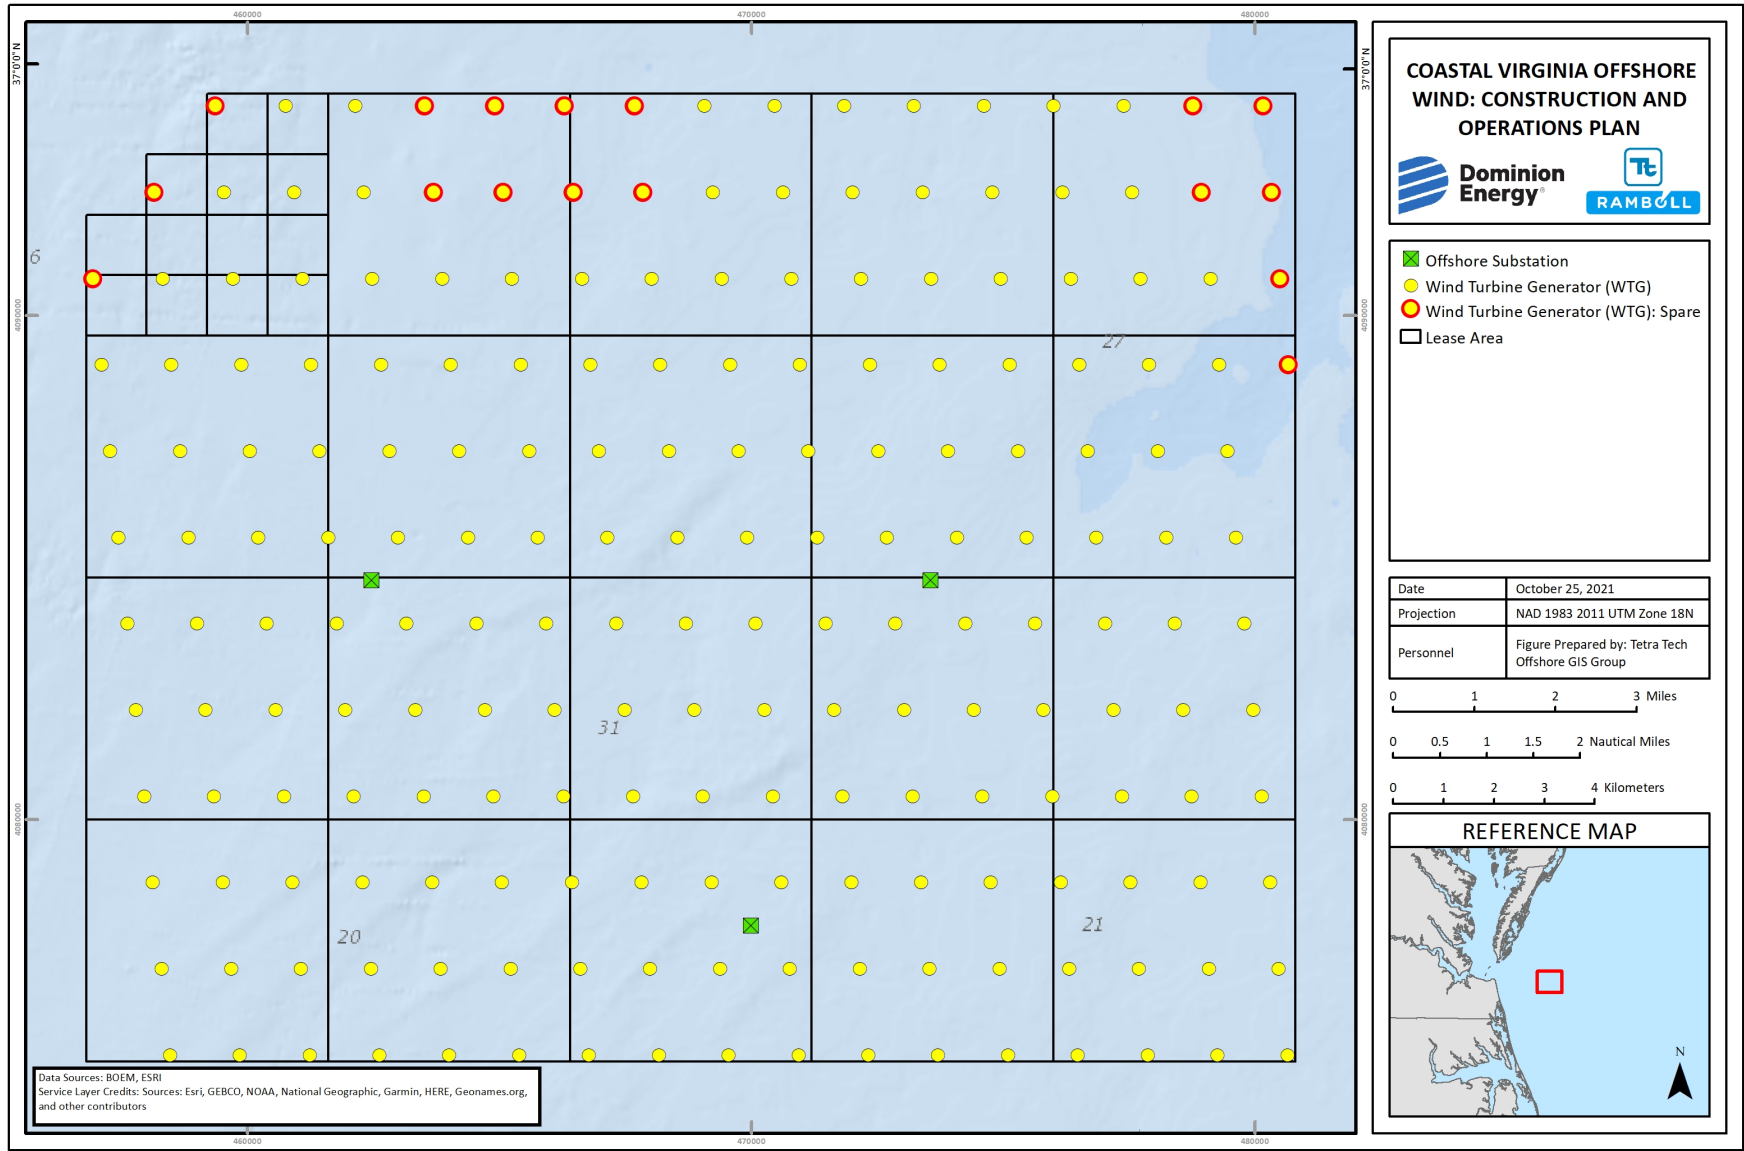 460000 470000 480000
37°0'0"N
37°0'0"N
6
4090000
4090000
27
31
4080000
4080000
20
21
460000 470000 480000
Data Sources: BOEM, ESRI
Service Layer Credits: Sources: Esri, GEBCO, NOAA, National Geographic, Garmin, HERE, Geonames.org,
and other contributors
COASTAL VIRGINIA OFFSHORE
WIND: CONSTRUCTION AND
OPERATIONS PLAN
Dominion
Energy®
Tt
RAMBOLL
Offshore Substation
Wind Turbine Generator (WTG)
Wind Turbine Generator (WTG): Spare
Lease Area
Date October 25, 2021
Projection NAD 1983 2011 UTM Zone 18N
Personnel Figure Prepared by: Tetra Tech
Offshore GIS Group
0 1 2 3 Miles
0 0.5 1 1.5 2 Nautical Miles
0 1 2 3 4 Kilometers
REFERENCE MAP
N